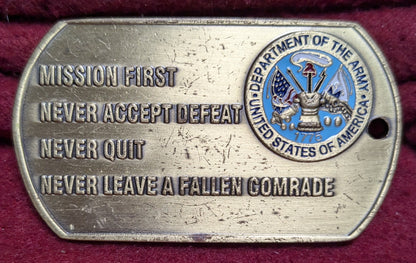 MISSION FIRST
NEVER ACCEPT DEFEAT
NEVER QUIT
NEVER LEAVE A FALLEN COMRADE
DEPARTMENT OF THE ARMY
UNITED STATES OF AMERICA
1775